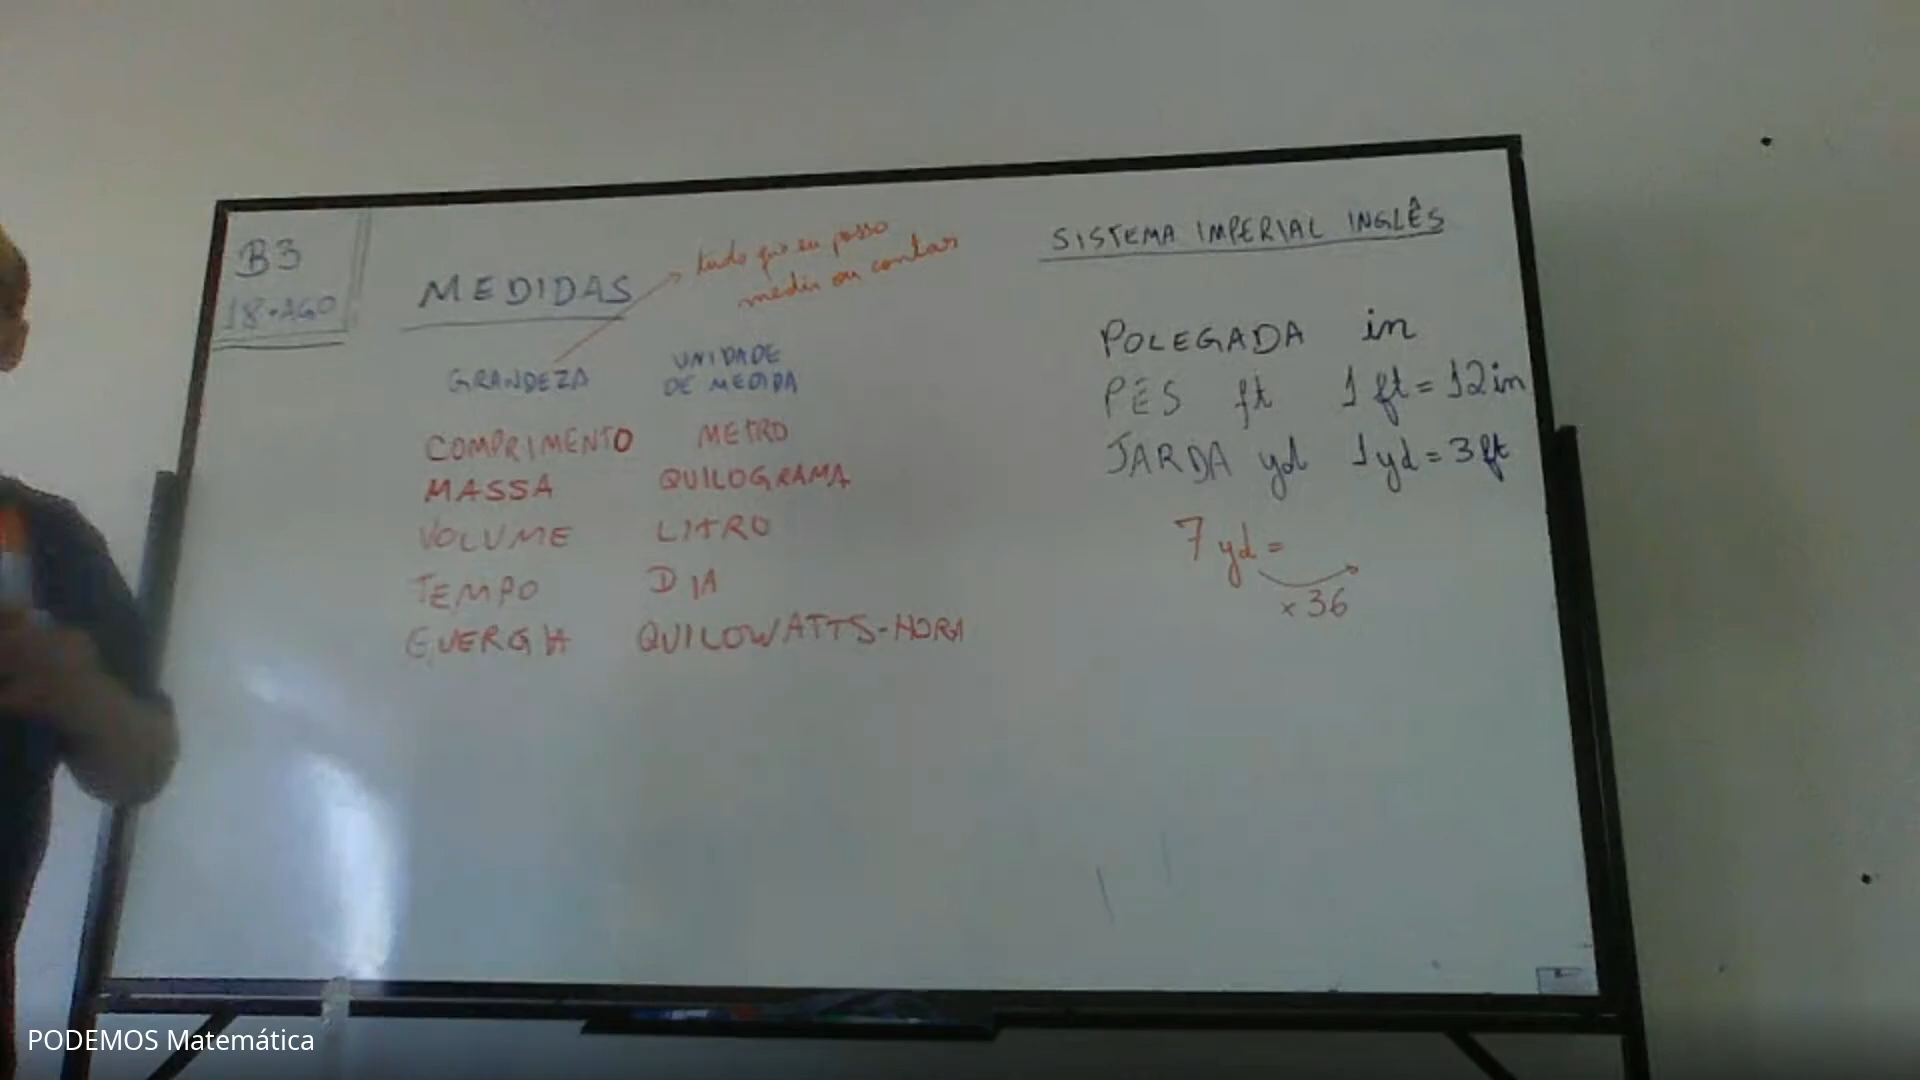 B3
18·AGO
MEDIDAS
tudo que eu posso
medir ou contar
GRANDEZA
UNIDADE
DE MEDIDA
COMPRIMENTO METRO
MASSA QUILOGRAMA
VOLUME LITRO
TEMPO DIA
ENERGIA QUILOWATTS-HORA
SISTEMA IMPERIAL INGLÊS
POLEGADA in
PÉS ft 1 ft = 12 in
JARDA yd 1 yd = 3 ft
7 yd =
x 36
PODEMOS Matemática